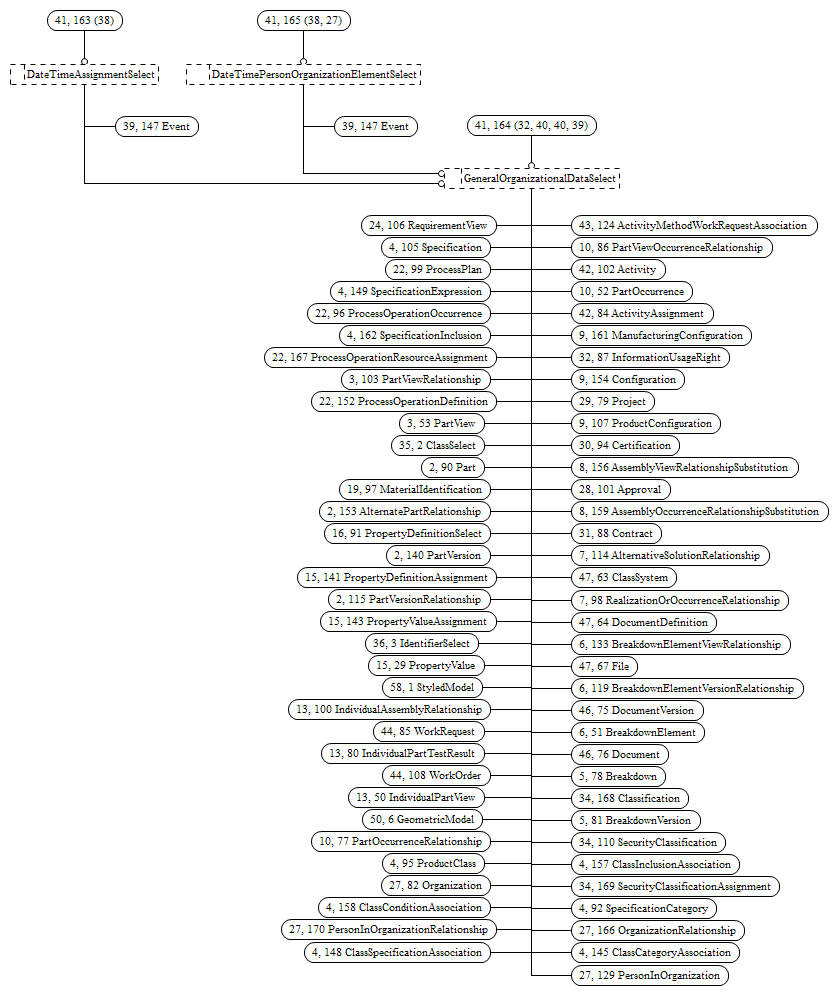 41, 163 (38)
41, 165 (38, 27)
DateTimeAssignmentSelect
DateTimePersonOrganizationElementSelect
39, 147 Event
39, 147 Event
41, 164 (32, 40, 40, 39)
GeneralOrganizationalDataSelect
24, 106 RequirementView
43, 124 ActivityMethodWorkRequestAssociation
4, 105 Specification
10, 86 PartViewOccurrenceRelationship
22, 99 ProcessPlan
42, 102 Activity
4, 149 SpecificationExpression
10, 52 PartOccurrence
22, 96 ProcessOperationOccurrence
42, 84 ActivityAssignment
4, 162 SpecificationInclusion
9, 161 ManufacturingConfiguration
22, 167 ProcessOperationResourceAssignment
32, 87 InformationUsageRight
3, 103 PartViewRelationship
9, 154 Configuration
22, 152 ProcessOperationDefinition
29, 79 Project
3, 53 PartView
9, 107 ProductConfiguration
35, 2 ClassSelect
30, 94 Certification
2, 90 Part
8, 156 AssemblyViewRelationshipSubstitution
19, 97 MaterialIdentification
28, 101 Approval
2, 153 AlternatePartRelationship
8, 159 AssemblyOccurrenceRelationshipSubstitution
16, 91 PropertyDefinitionSelect
31, 88 Contract
2, 140 PartVersion
7, 114 AlternativeSolutionRelationship
15, 141 PropertyDefinitionAssignment
47, 63 ClassSystem
2, 115 PartVersionRelationship
7, 98 RealizationOrOccurrenceRelationship
15, 143 PropertyValueAssignment
47, 64 DocumentDefinition
36, 3 IdentifierSelect
6, 133 BreakdownElementViewRelationship
15, 29 PropertyValue
47, 67 File
58, 1 StyledModel
6, 119 BreakdownElementVersionRelationship
13, 100 IndividualAssemblyRelationship
46, 75 DocumentVersion
44, 85 WorkRequest
6, 51 BreakdownElement
13, 80 IndividualPartTestResult
46, 76 Document
44, 108 WorkOrder
5, 78 Breakdown
13, 50 IndividualPartView
34, 168 Classification
50, 6 GeometricModel
5, 81 BreakdownVersion
10, 77 PartOccurrenceRelationship
34, 110 SecurityClassification
4, 95 ProductClass
4, 157 ClassInclusionAssociation
27, 82 Organization
34, 169 SecurityClassificationAssignment
4, 158 ClassConditionAssociation
4, 92 SpecificationCategory
27, 170 PersonInOrganizationRelationship
27, 166 OrganizationRelationship
4, 148 ClassSpecificationAssociation
4, 145 ClassCategoryAssociation
27, 129 PersonInOrganization